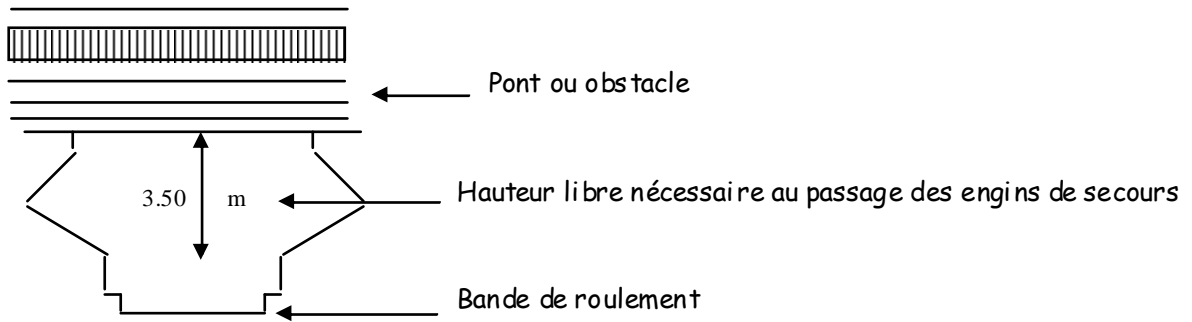 Pont ou obstacle
3.50 m
Hauteur libre nécessaire au passage des engins de secours
Bande de roulement